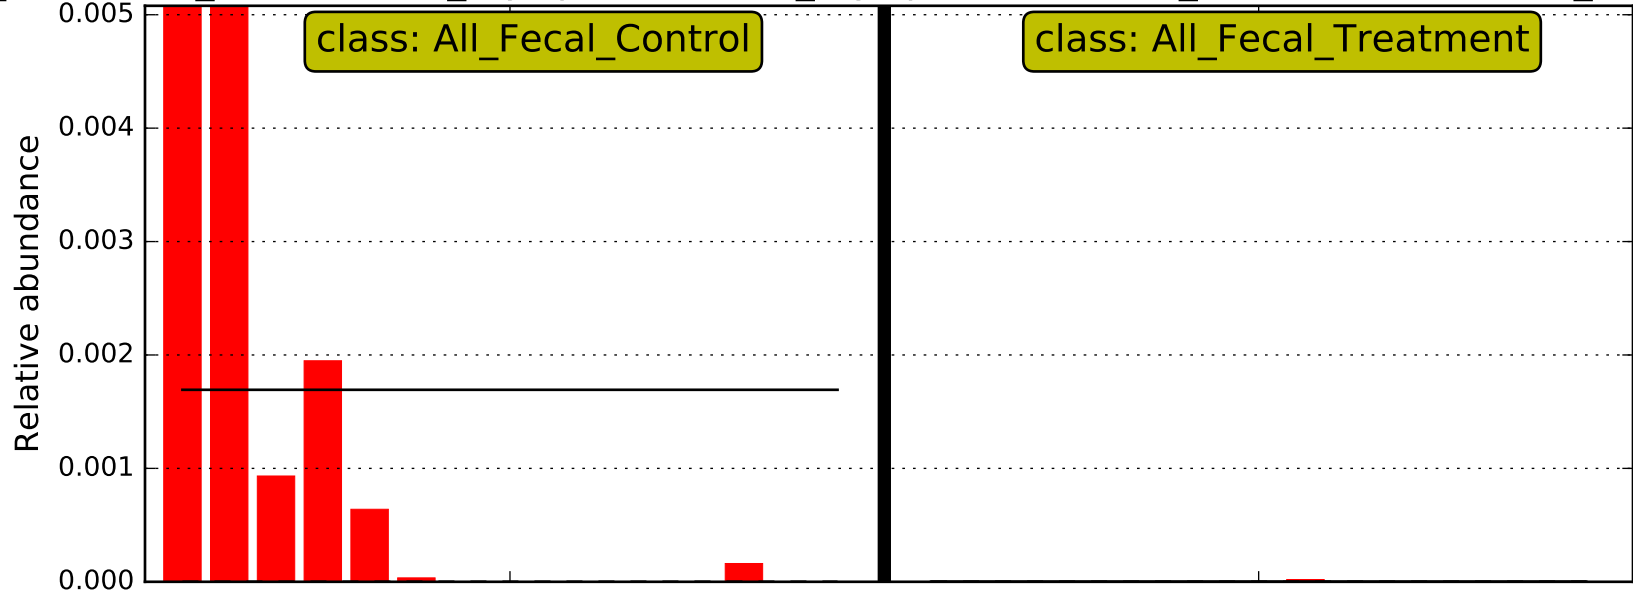 0.005
class: All_Fecal_Control
class: All_Fecal_Treatment
0.004
0.003
0.002
0.001
0.000
Relative abundance